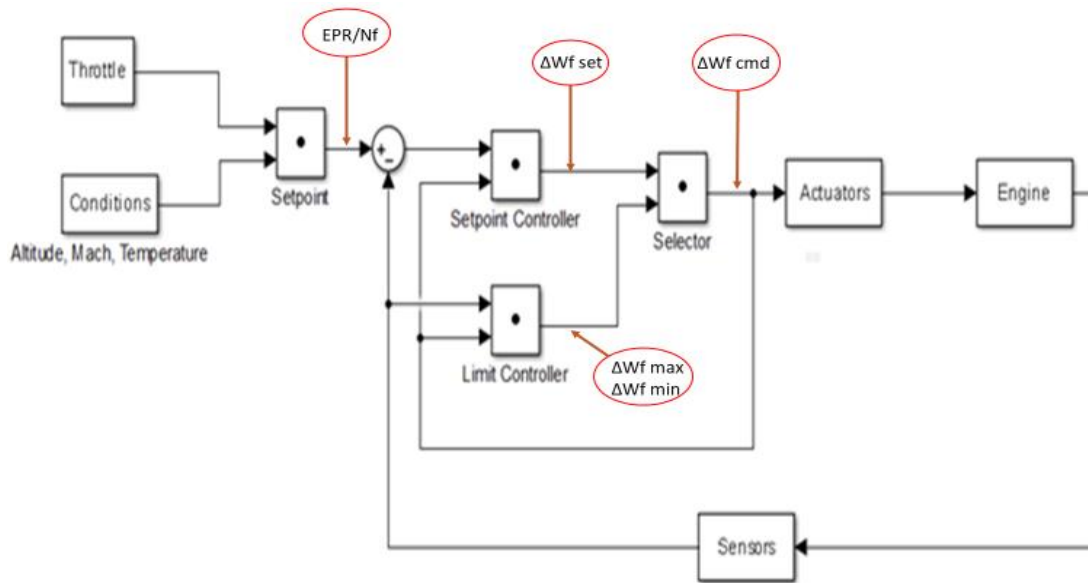 EPR/Nf
ΔWf set
ΔWf cmd
Throttle
Setpoint
Conditions
Altitude, Mach, Temperature
+
−
Setpoint Controller
Selector
Actuators
Engine
Limit Controller
ΔWf max
ΔWf min
Sensors